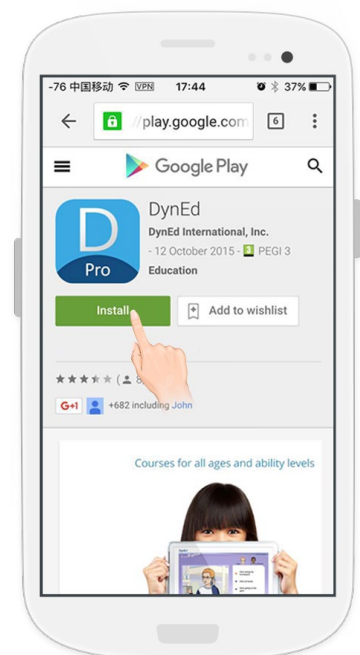 -76 中国移动 VPN 17:44 37%
//play.google.com 6
Google Play
D
Pro
DynEd
DynEd International, Inc.
- 12 October 2015 - 3 PEGI 3
Education
Install
Add to wishlist
G+1 +682 including John
Courses for all ages and ability levels